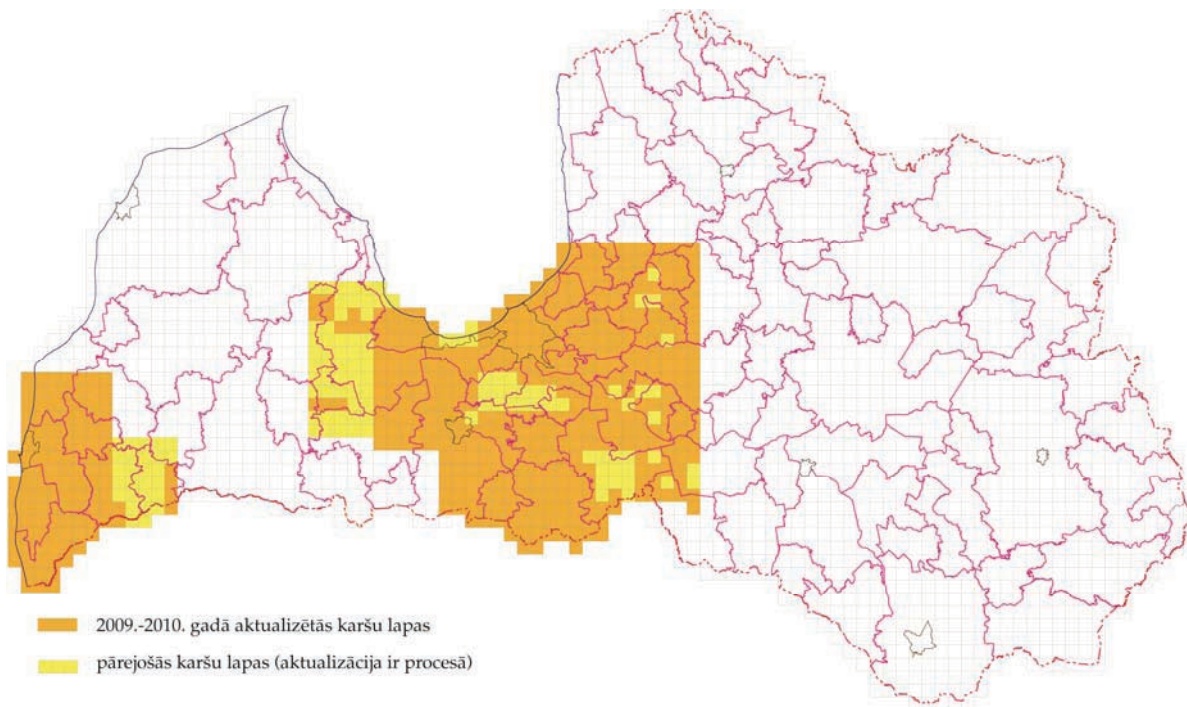 2009.-2010. gadā aktualizētās karšu lapas
pārejošās karšu lapas (aktualizācija ir procesā)